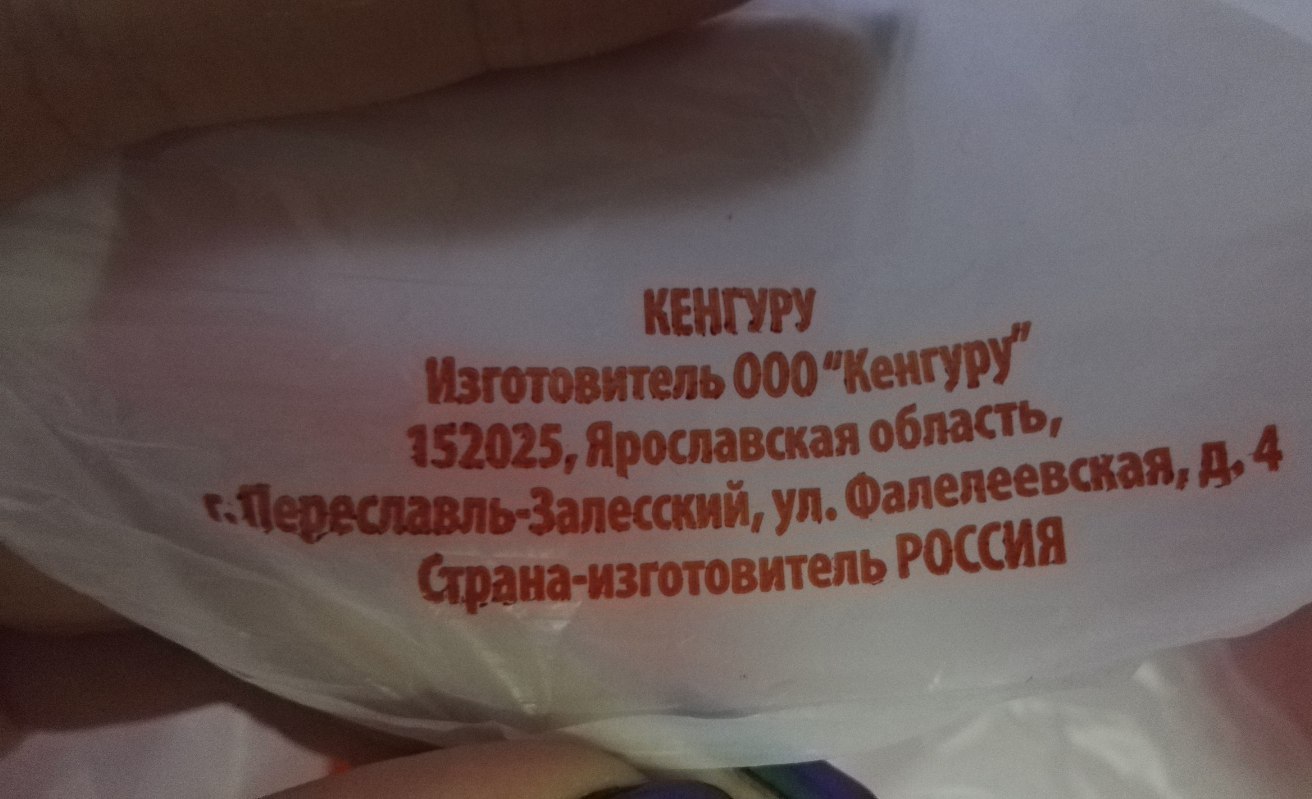 КЕНГУРУ
Изготовитель ООО "Кенгуру"
152025, Ярославская область,
г. Переславль-Залесский, ул. Фалелеевская, д. 4
Страна-изготовитель РОССИЯ